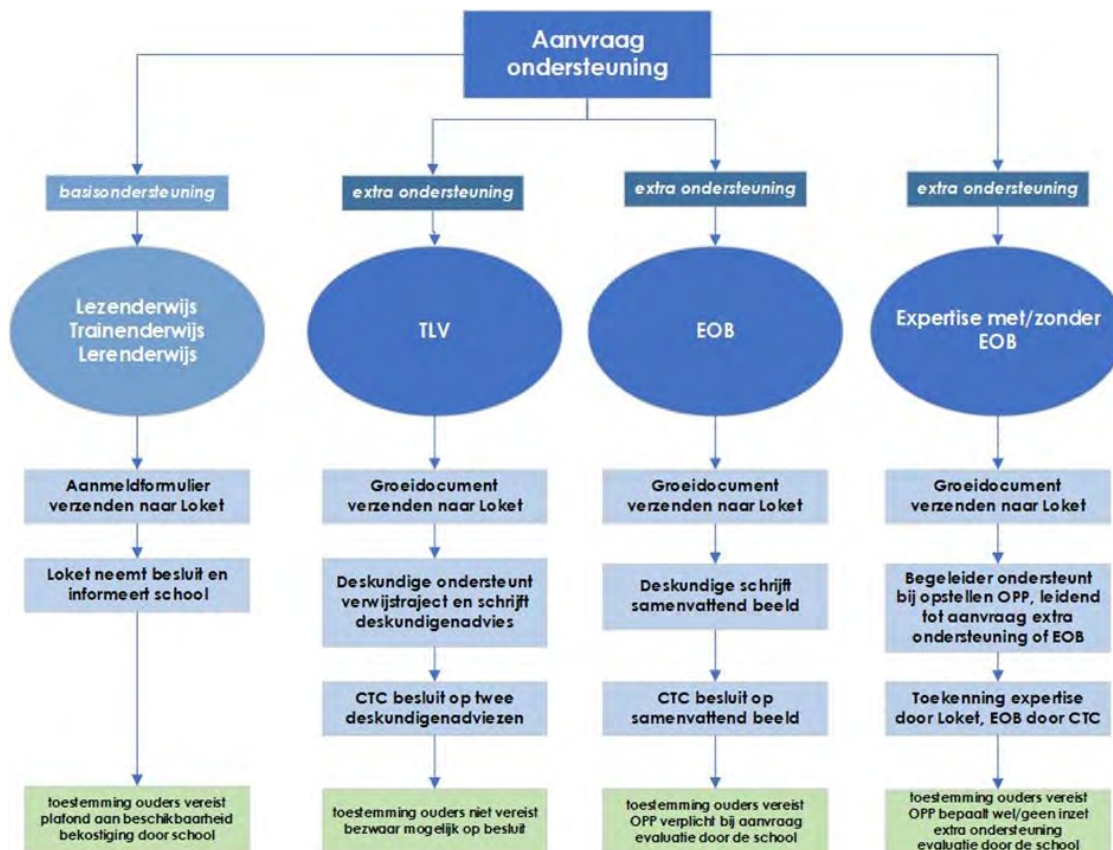 Aanvraag
ondersteuning
basisondersteuning
extra ondersteuning
extra ondersteuning
extra ondersteuning
Lezenderwijs
Trainenderwijs
Lerenderwijs
TLV
EOB
Expertise met/zonder
EOB
Aanmeldformulier
verzenden naar Loket
Groeidocument
verzenden naar Loket
Groeidocument
verzenden naar Loket
Groeidocument
verzenden naar Loket
Loket neemt besluit en
informeert school
Deskundige ondersteunt
verwijstraject en schrijft
deskundigenadvies
Deskundige schrijft
samenvattend beeld
Begeleider ondersteunt
bij opstellen OPP, leidend
tot aanvraag extra
ondersteuning of EOB
CTC besluit op twee
deskundigenadviezen
CTC besluit op
samenvattend beeld
Toekenning expertise
door Loket, EOB door CTC
toestemming ouders vereist
plafond aan beschikbaarheid
bekostiging door school
toestemming ouders niet vereist
bezwaar mogelijk op besluit
toestemming ouders vereist
OPP verplicht bij aanvraag
evaluatie door de school
toestemming ouders vereist
OPP bepaalt wel/geen inzet
extra ondersteuning
evaluatie door de school